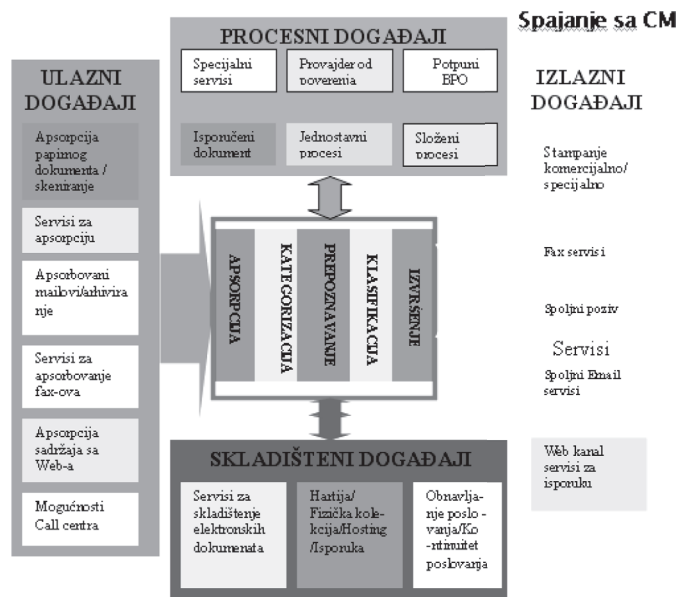 Spajanje sa CM
PROCESNI DOGAĐAJI
Specijalni
servisi
Provajder od
poverenia
Potpuni
BPO
Isporučeni
dokument
Jednostavni
procesi
Složeni
procesi
ULAZNI
DOGAĐAJI
Apsorpcija
papirnog
dokumenta /
skeniranje
Servisi za
apsorpciju
Apsorbovani
mailovi/arhivira
nje
Servisi za
apsorbovanje
fax-ova
Apsorpcija
sadržaja sa
Web-a
Mogućnosti
Call centra
APSORPCIJA
KATEGORIZACIJA
PREPOZNAVANJE
KLASIFIKACIJA
IZVRŠENJE
IZLAZNI
DOGAĐAJI
Stampanje
komercijalno/
specijalno
Fax servisi
Spoljni poziv
Servisi
Spoljni Email
servisi
Web kanal
servisi za
isporuku
SKLADIŠTENI DOGAĐAJI
Servisi za
skladištenje
elektronskih
dokumenata
Hartija/
Fizička kole-
kcija/Hosting
/Isporuka
Obnavlja-
nje poslo -
vanja/Ko
-ntinuitet
poslovanja